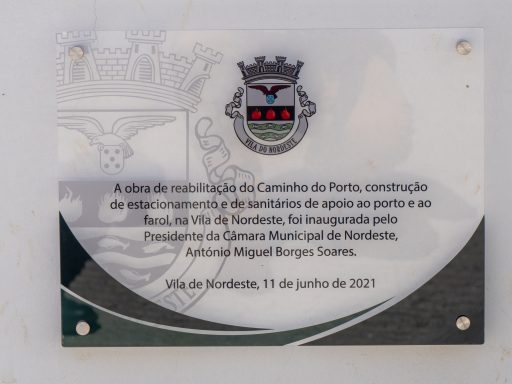 VILA DO NORDESTE
A obra de reabilitação do Caminho do Porto, construção
de estacionamento e de sanitários de apoio ao porto e ao
farol, na Vila de Nordeste, foi inaugurada pelo
Presidente da Câmara Municipal de Nordeste,
António Miguel Borges Soares.
Vila de Nordeste, 11 de junho de 2021